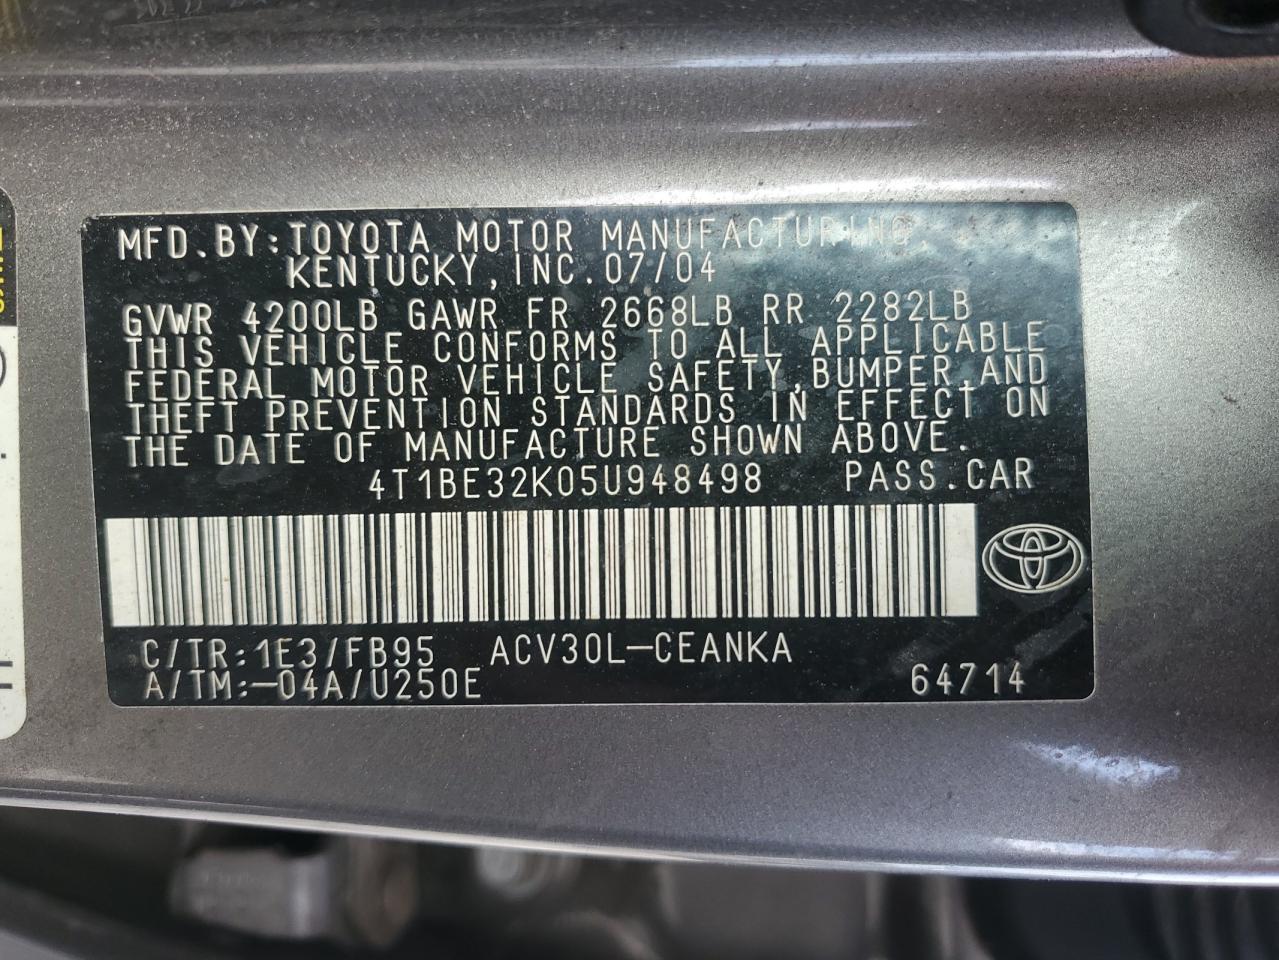 MFD.BY:TOYOTA MOTOR MANUFACTURING
KENTUCKY,INC.07/04
GVWR 4200LB GAWR FR 2668LB RR 2282LB
THIS VEHICLE CONFORMS TO ALL APPLICABLE
FEDERAL MOTOR VEHICLE SAFETY,BUMPER,AND
THEFT PREVENTION STANDARDS IN EFFECT ON
THE DATE OF MANUFACTURE SHOWN ABOVE.
4T1BE32K05U948498 PASS.CAR
C/TR:1E3/FB95 ACV30L-CEANKA
A/TM:-04A/U250E 64714